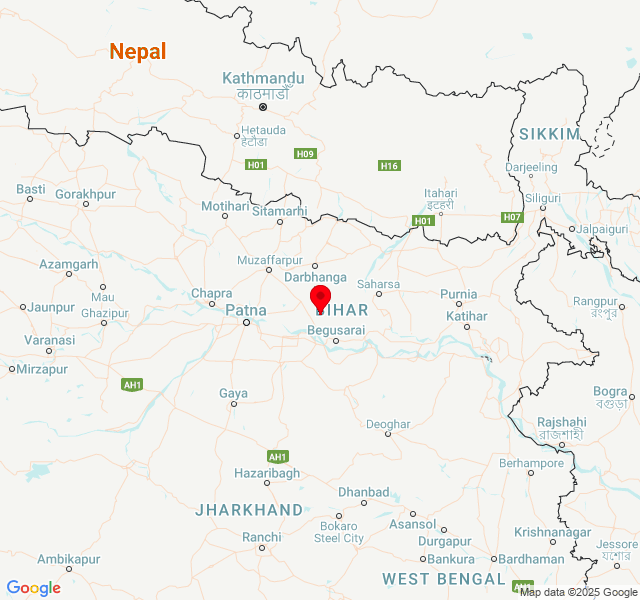 Nepal
Kathmandu
काठमाडौं
Hetauda
हेटौडा
H09
H01
H16
SIKKIM
Darjeeling
Basti
Gorakhpur
Motihari
Sitamarhi
Itahari
इटहरी
H01
Siliguri
H07
Jalpaiguri
Azamgarh
Muzaffarpur
Darbhanga
Saharsa
Mau
Chapra
Purnia
Jaunpur
Ghazipur
Patna
BIHAR
Katihar
Rangpur
রংপুর
Varanasi
Begusarai
Mirzapur
AH1
Gaya
Bogra
বগুড়া
Deoghar
Rajshahi
রাজশাহী
AH1
Hazaribagh
Berhampore
JHARKHAND
Dhanbad
Bokaro
Steel City
Asansol
Ranchi
Durgapur
Krishnanagar
Jessore
যশোর
Ambikapur
Bankura
Bardhaman
WEST BENGAL
AH1
Google
Map data ©2025 Google